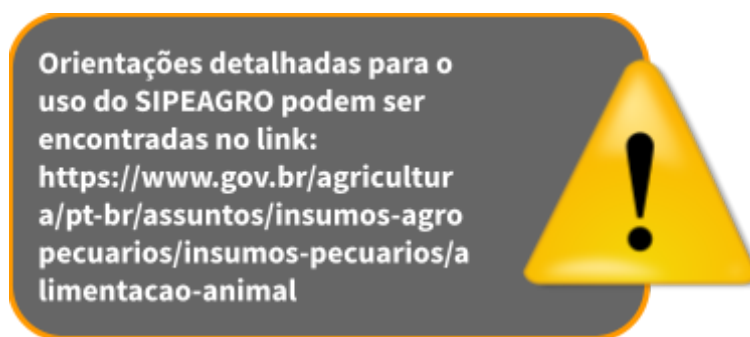 Orientações detalhadas para o
uso do SIPEAGRO podem ser
encontradas no link:
https://www.gov.br/agricultur
a/pt-br/assuntos/insumos-agro
pecuarios/insumos-pecuarios/a
limentacao-animal
!